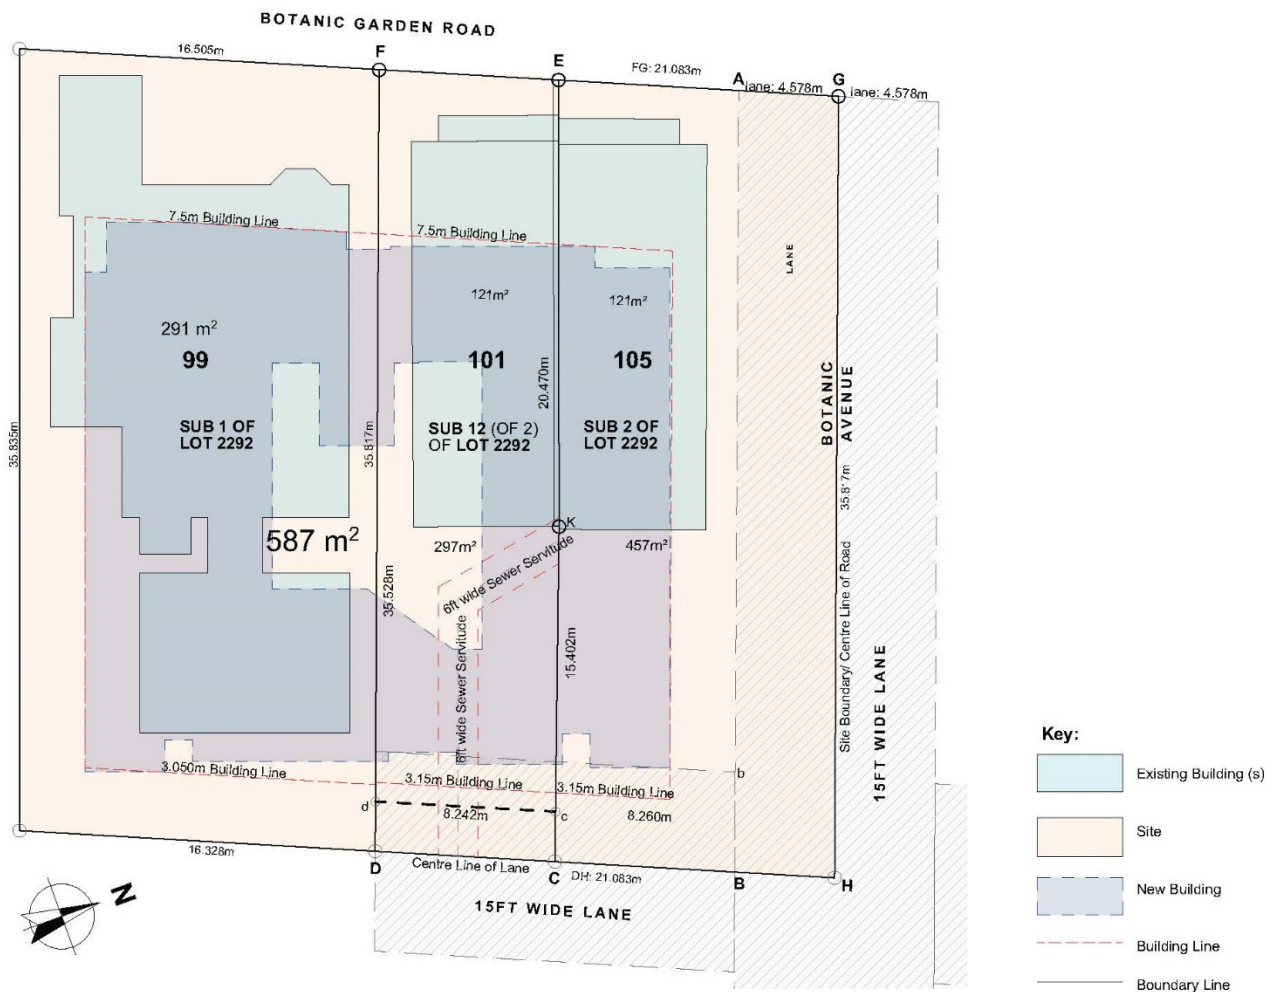 BOTANIC GARDEN ROAD
16.505m
F
E
FG: 21.083m
A
G
lane: 4.578m
lane: 4.578m
7.5m Building Line
7.5m Building Line
LANE
121m²
121m²
291 m²
99
101
105
20.470m
BOTANIC
AVENUE
SUB 1 OF
LOT 2292
SUB 12 (OF 2)
OF LOT 2292
SUB 2 OF
LOT 2292
35.835m
35.817m
35.817m
K
587 m²
297m²
457m²
6ft wide Sewer Servitude
35.528m
15.402m
6ft wide Sewer Servitude
Site Boundary/ Centre Line of Road
15FT WIDE LANE
3.050m Building Line
3.15m Building Line
3.15m Building Line
b
d
8.242m
c
8.260m
16.328m
D
Centre Line of Lane
C
DH: 21.083m
B
H
15FT WIDE LANE
N
Key:
Existing Building (s)
Site
New Building
Building Line
Boundary Line